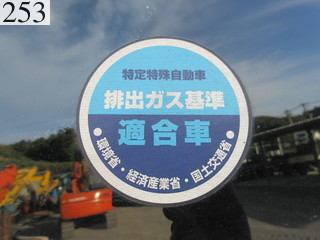 253
特定特殊自動車
排出ガス基準
適合車
・環境省・経済産業省・国土交通省・